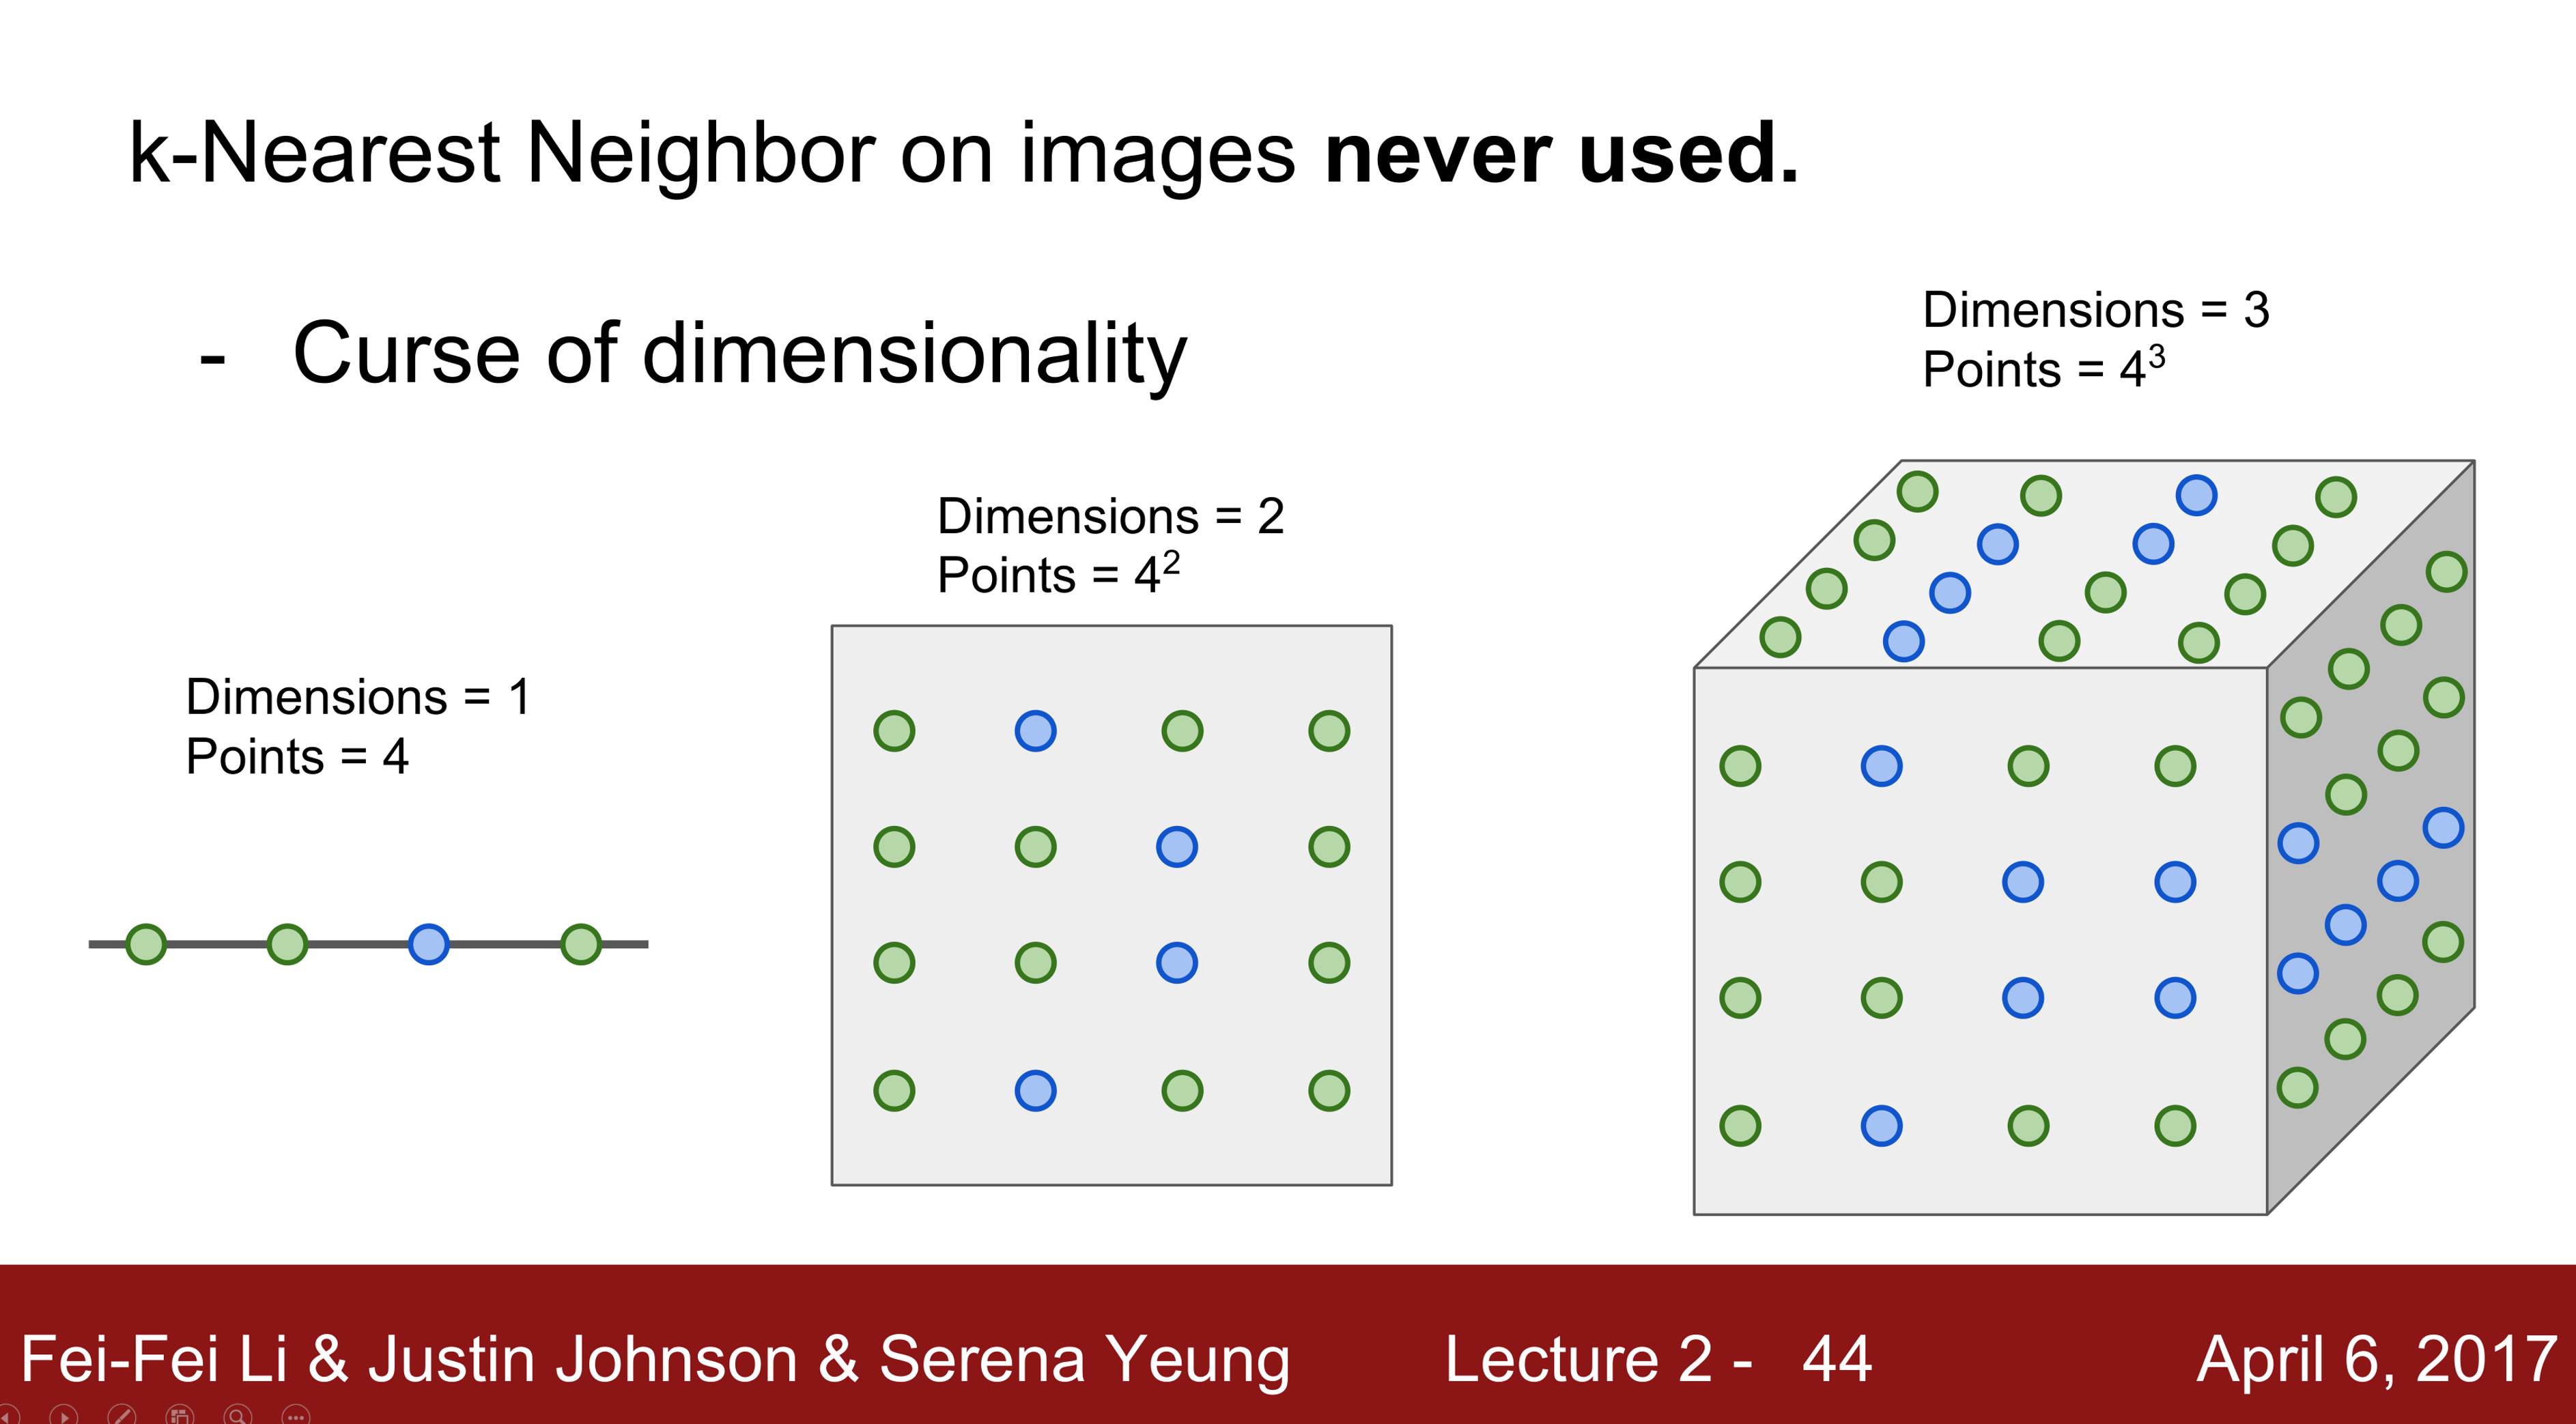 k-Nearest Neighbor on images never used.
- Curse of dimensionality
Dimensions = 1
Points = 4
Dimensions = 2
Points = 4²
Dimensions = 3
Points = 4³
Fei-Fei Li & Justin Johnson & Serena Yeung
Lecture 2 - 44
April 6, 2017